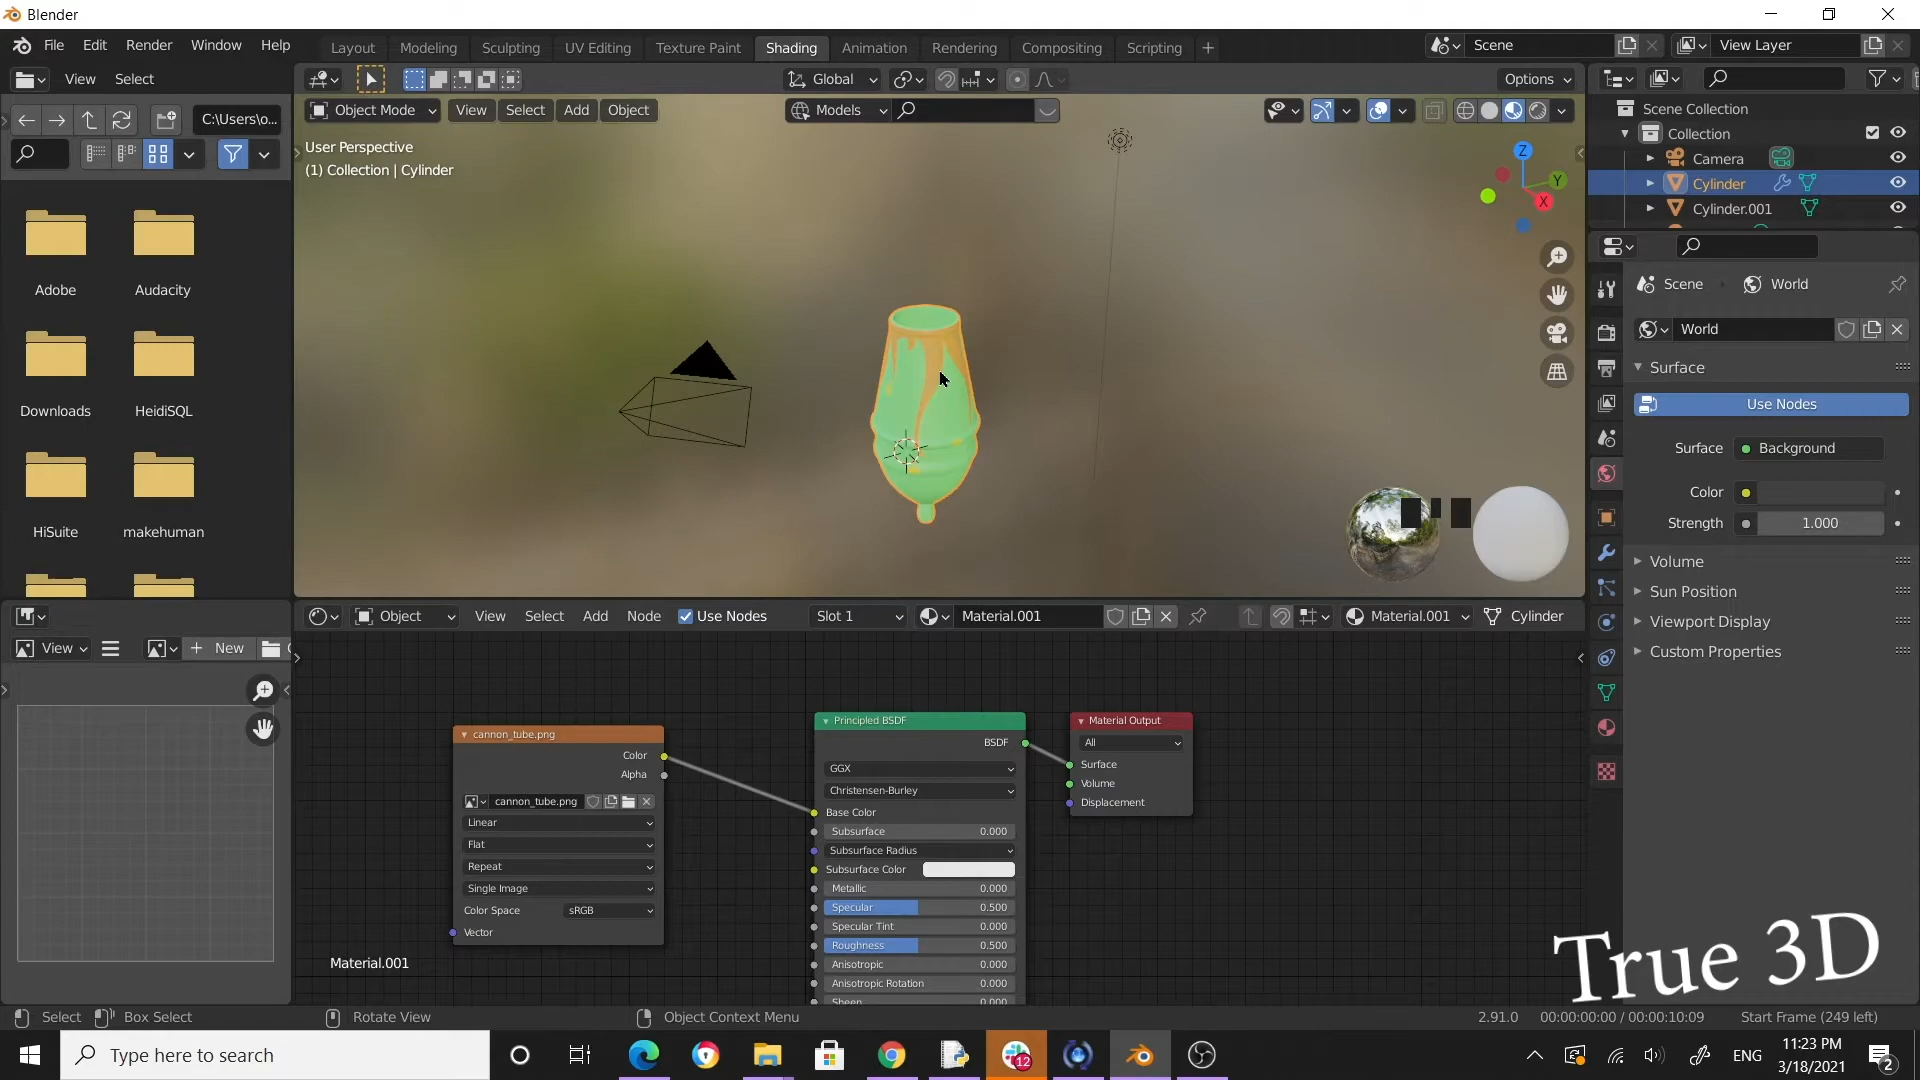 Blender
File Edit Render Window Help
Layout Modeling Sculpting UV Editing Texture Paint Shading Animation Rendering Compositing Scripting +
Scene
View Layer
View Select
Global
Options
C:\Users\o...
Object Mode View Select Add Object
Models
User Perspective
(1) Collection | Cylinder
Z
Y
X
Scene Collection
Collection
Camera
Cylinder
Cylinder.001
Adobe
Audacity
Downloads
HeidiSQL
HiSuite
makehuman
Scene World
World
Surface
Use Nodes
Surface Background
Color
Strength 1.000
Volume
Sun Position
Viewport Display
Custom Properties
View + New
Object View Select Add Node Use Nodes Slot 1 Material.001 Material.001 Cylinder
cannon_tube.png
Color
Alpha
cannon_tube.png
Linear
Flat
Repeat
Single Image
Color Space sRGB
Vector
Principled BSDF
BSDF
GGX
Christensen-Burley
Base Color
Subsurface 0.000
Subsurface Radius
Subsurface Color
Metallic 0.000
Specular 0.500
Specular Tint 0.000
Roughness 0.500
Anisotropic 0.000
Anisotropic Rotation 0.000
Sheen 0.000
Material Output
All
Surface
Volume
Displacement
Material.001
True 3D
Select Box Select Rotate View Object Context Menu
2.91.0 00:00:00:00 / 00:00:10:09 Start Frame (249 left)
Type here to search
12
ENG
11:23 PM
3/18/2021
2